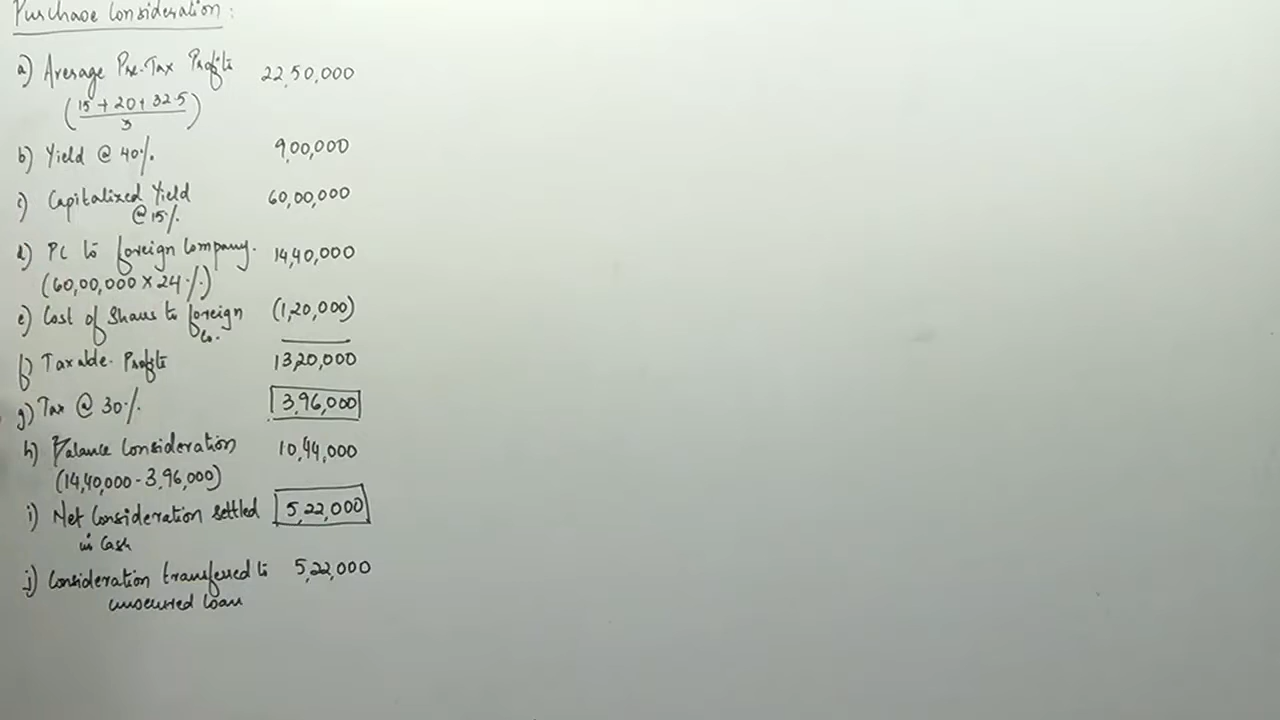 Purchase Consideration:
a) Average Pre-Tax Profits 22,50,000
(15 + 20 + 32.5 / 3)
b) Yield @ 40% 9,00,000
c) Capitalized Yield 60,00,000
@ 15%
d) PC to foreign Company. 14,40,000
(60,00,000 × 24%)
e) Cost of Shares to foreign (1,20,000)
Co.
f) Taxable Profits 13,20,000
g) Tax @ 30% 3,96,000
h) Balance Consideration 10,44,000
(14,40,000 - 3,96,000)
i) Net Consideration settled 5,22,000
in Cash
j) Consideration transferred to 5,22,000
unsecured loan